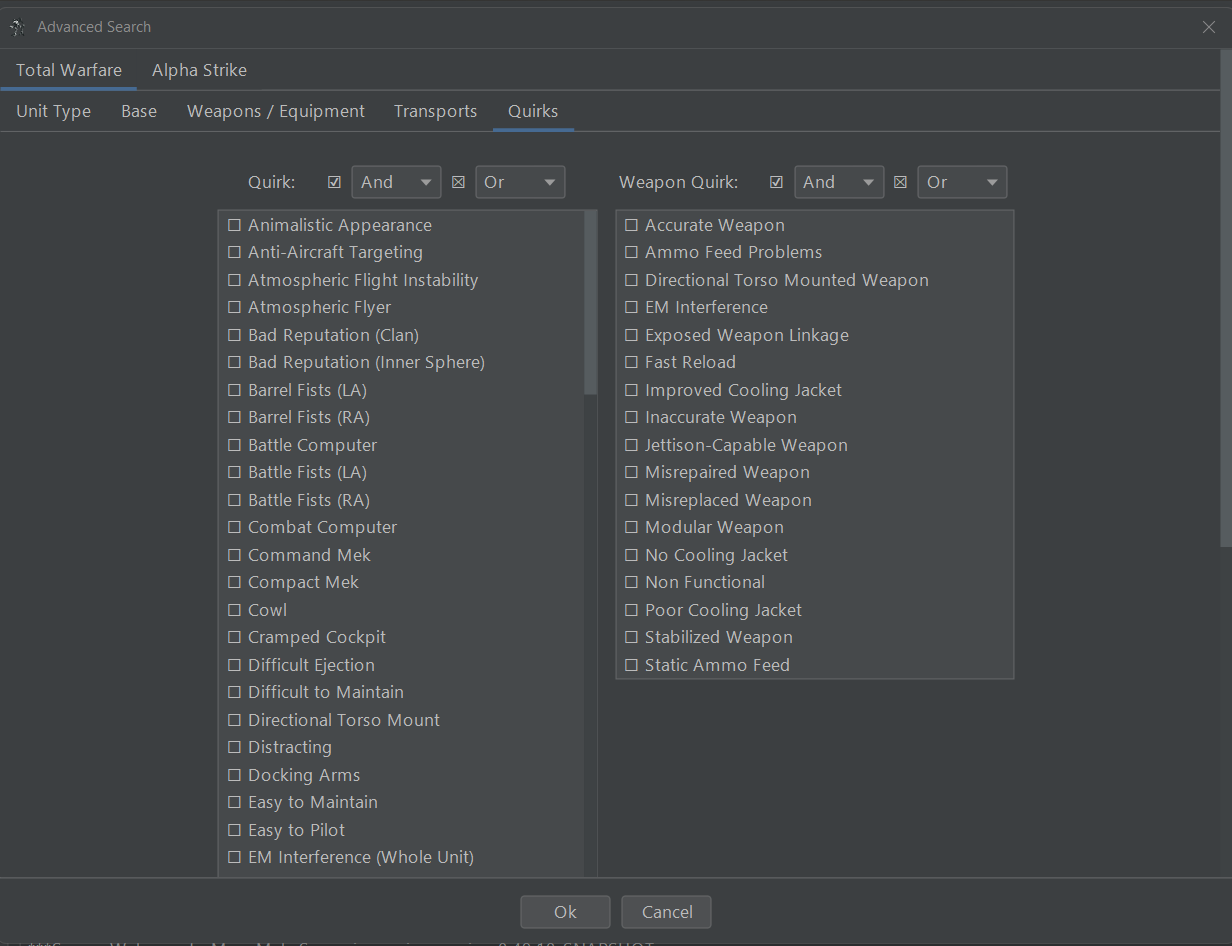 Advanced Search
Total Warfare Alpha Strike
Unit Type Base Weapons / Equipment Transports Quirks
Quirk: And Or Weapon Quirk: And Or
Animalistic Appearance
Anti-Aircraft Targeting
Atmospheric Flight Instability
Atmospheric Flyer
Bad Reputation (Clan)
Bad Reputation (Inner Sphere)
Barrel Fists (LA)
Barrel Fists (RA)
Battle Computer
Battle Fists (LA)
Battle Fists (RA)
Combat Computer
Command Mek
Compact Mek
Cowl
Cramped Cockpit
Difficult Ejection
Difficult to Maintain
Directional Torso Mount
Distracting
Docking Arms
Easy to Maintain
Easy to Pilot
EM Interference (Whole Unit)
Accurate Weapon
Ammo Feed Problems
Directional Torso Mounted Weapon
EM Interference
Exposed Weapon Linkage
Fast Reload
Improved Cooling Jacket
Inaccurate Weapon
Jettison-Capable Weapon
Misrepaired Weapon
Misreplaced Weapon
Modular Weapon
No Cooling Jacket
Non Functional
Poor Cooling Jacket
Stabilized Weapon
Static Ammo Feed
Ok Cancel